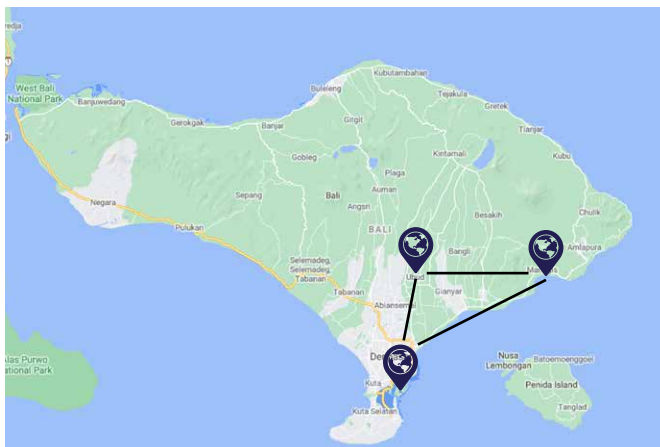 West Bali
National Park
Banjuwedang
Gerokgak
Buleleng
Kubutambahan
Tejakula
Gretek
Tianjar
Banjar
Gitgit
Gobleg
Kintamali
Kubu
Plaga
Sepang
Bali
Auman
Negara
Angsri
Besakih
Chulik
Pulukan
BALI
Bangli
Amlapura
Selemadeg,
Selemadeg,
Tabanan
Ubud
Tabanan
Gianyar
Abiansemal
Nusa
Lembongan
Batoemoenggoel
Alas Purwo
National Park
Kuta
Penida Island
Kuta Selatan
Tanglad